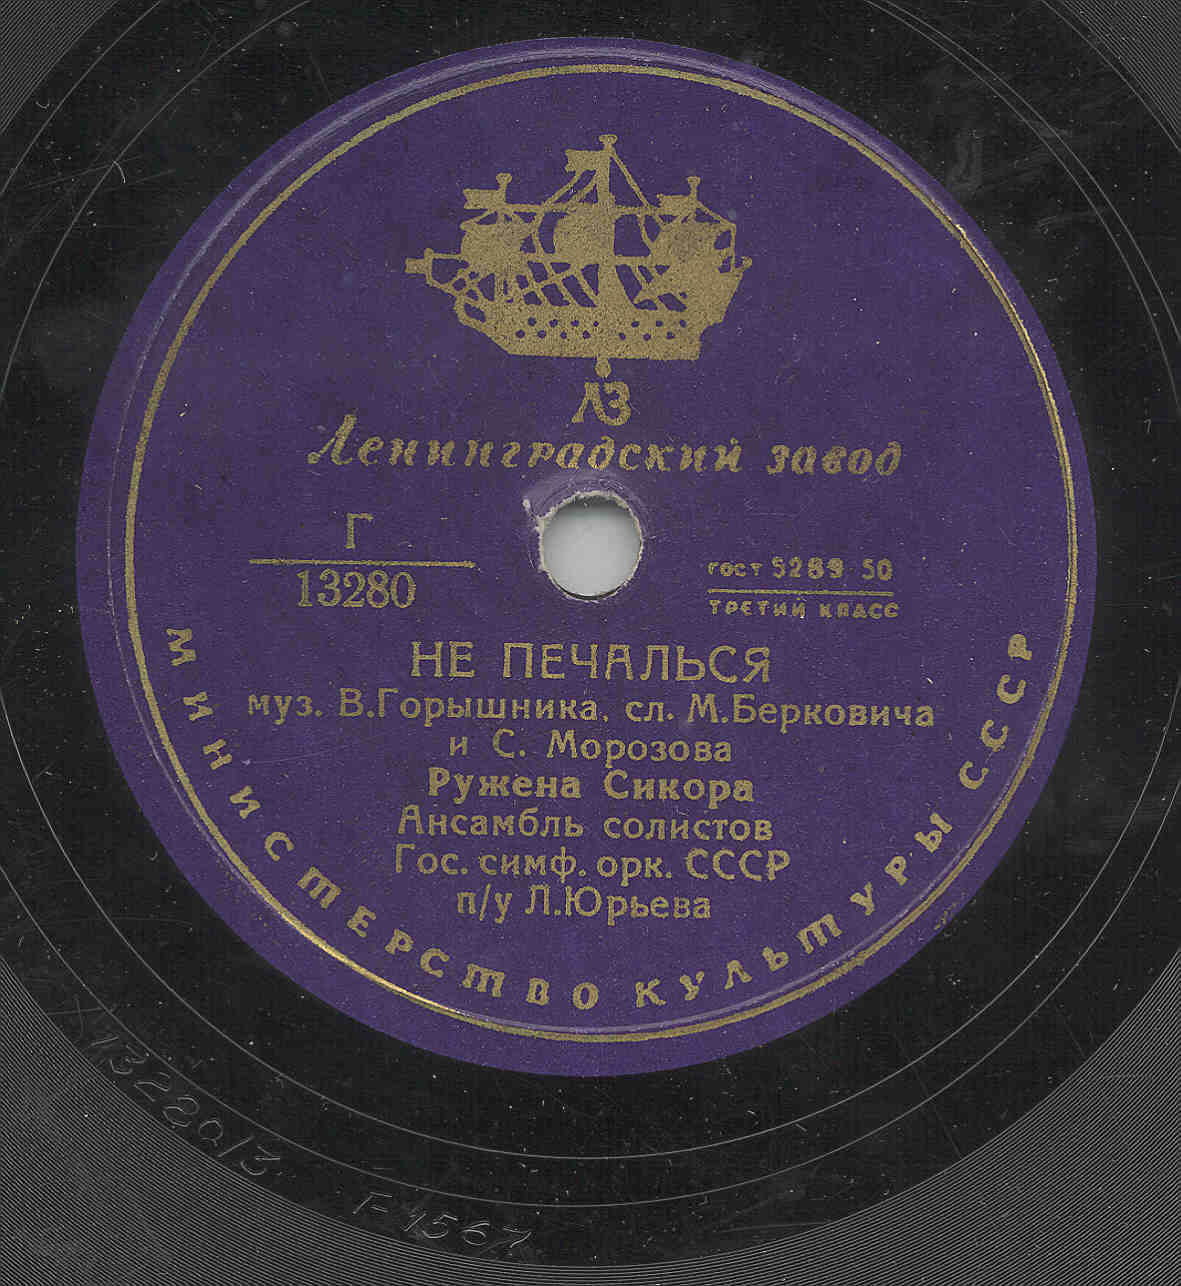 ЛЗ
Ленинградский завод
Г
13280
ГОСТ 5289 50
ТРЕТИЙ КЛАСС
НЕ ПЕЧАЛЬСЯ
муз. В.Горышника, сл. М.Берковича
и С. Морозова
Ружена Сикора
Ансамбль солистов
Гос. симф. орк. СССР
п/у Л.Юрьева
МИНИСТЕРСТВО КУЛЬТУРЫ СССР
Г-4567